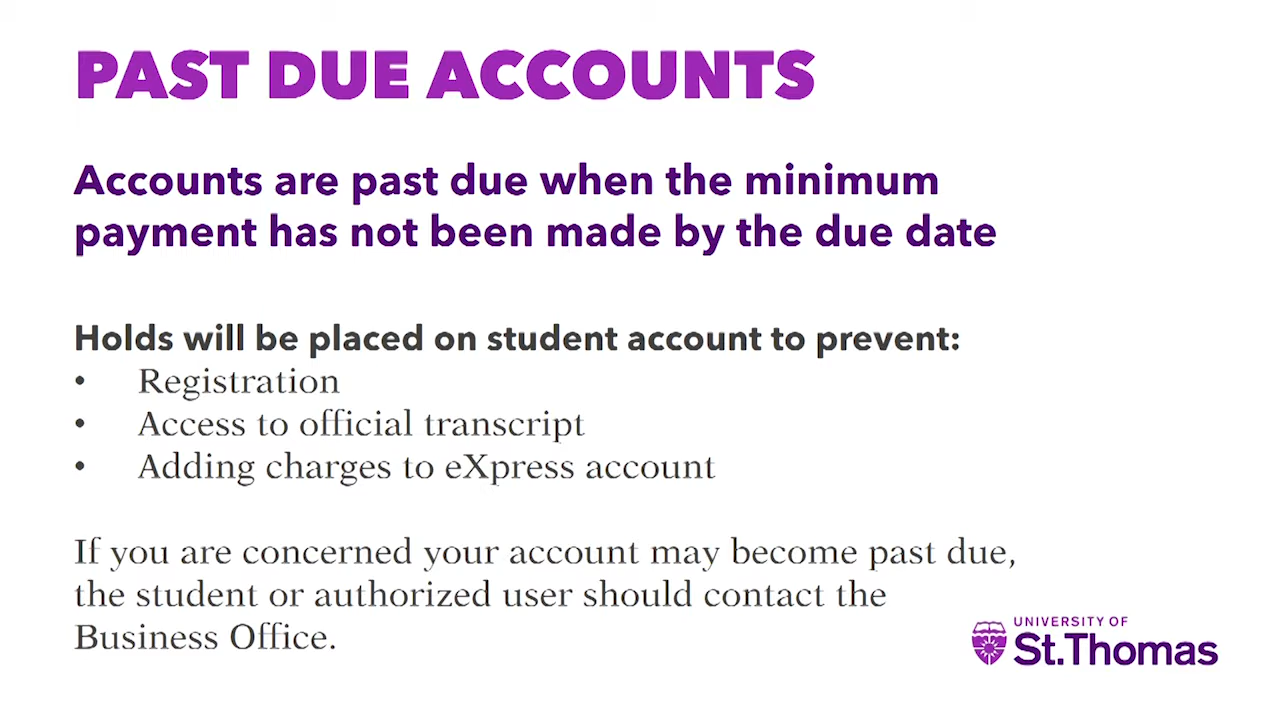 PAST DUE ACCOUNTS
Accounts are past due when the minimum
payment has not been made by the due date
Holds will be placed on student account to prevent:
• Registration
• Access to official transcript
• Adding charges to eXpress account
If you are concerned your account may become past due,
the student or authorized user should contact the
Business Office.
UNIVERSITY OF
St.Thomas